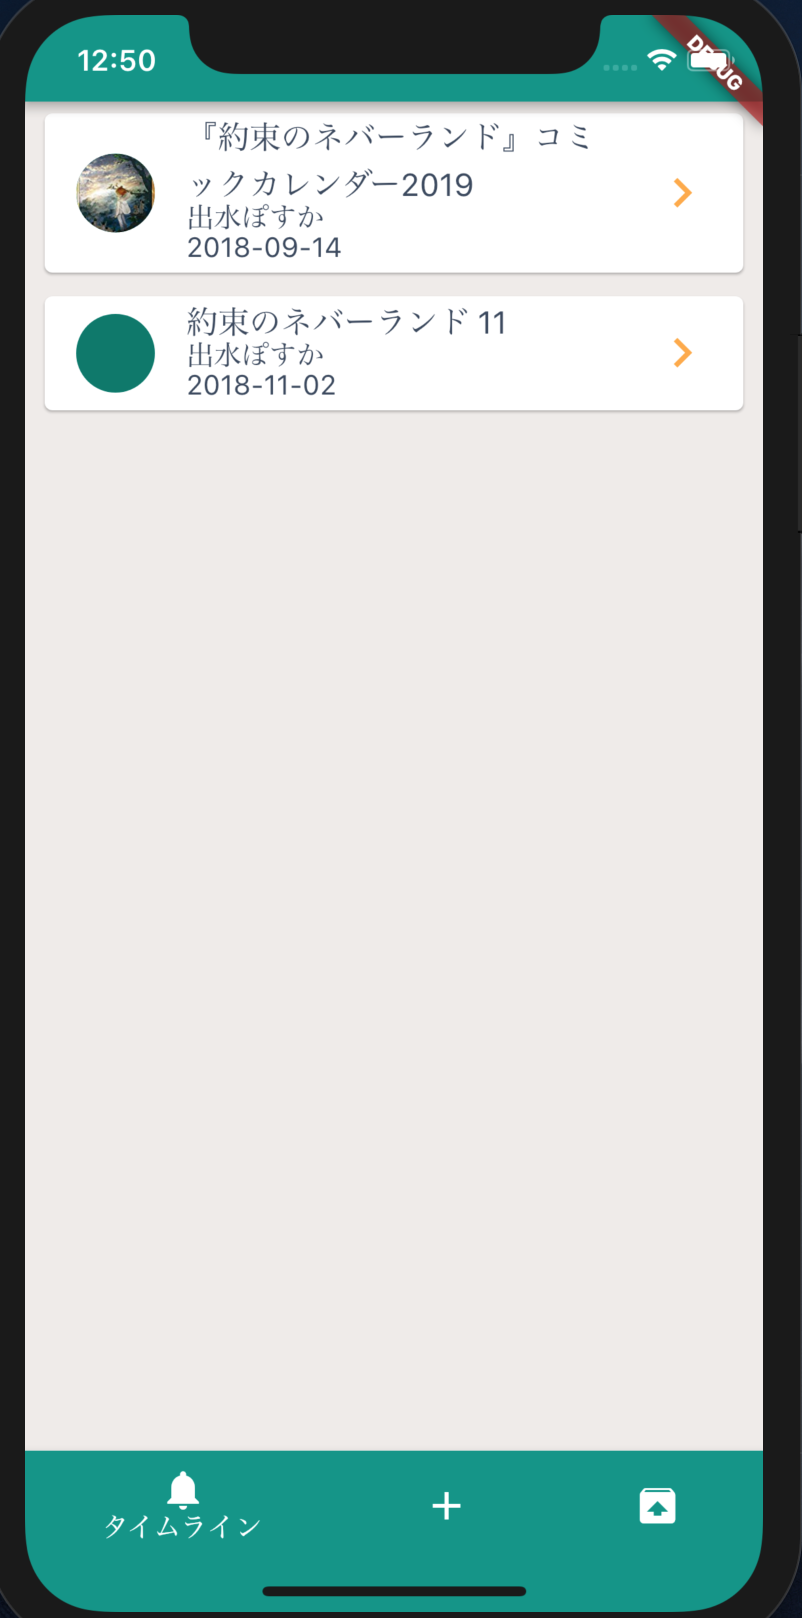 12:50
DEBUG
『約束のネバーランド』コミ
ックカレンダー2019
出水ぽすか
2018-09-14
約束のネバーランド 11
出水ぽすか
2018-11-02
タイムライン